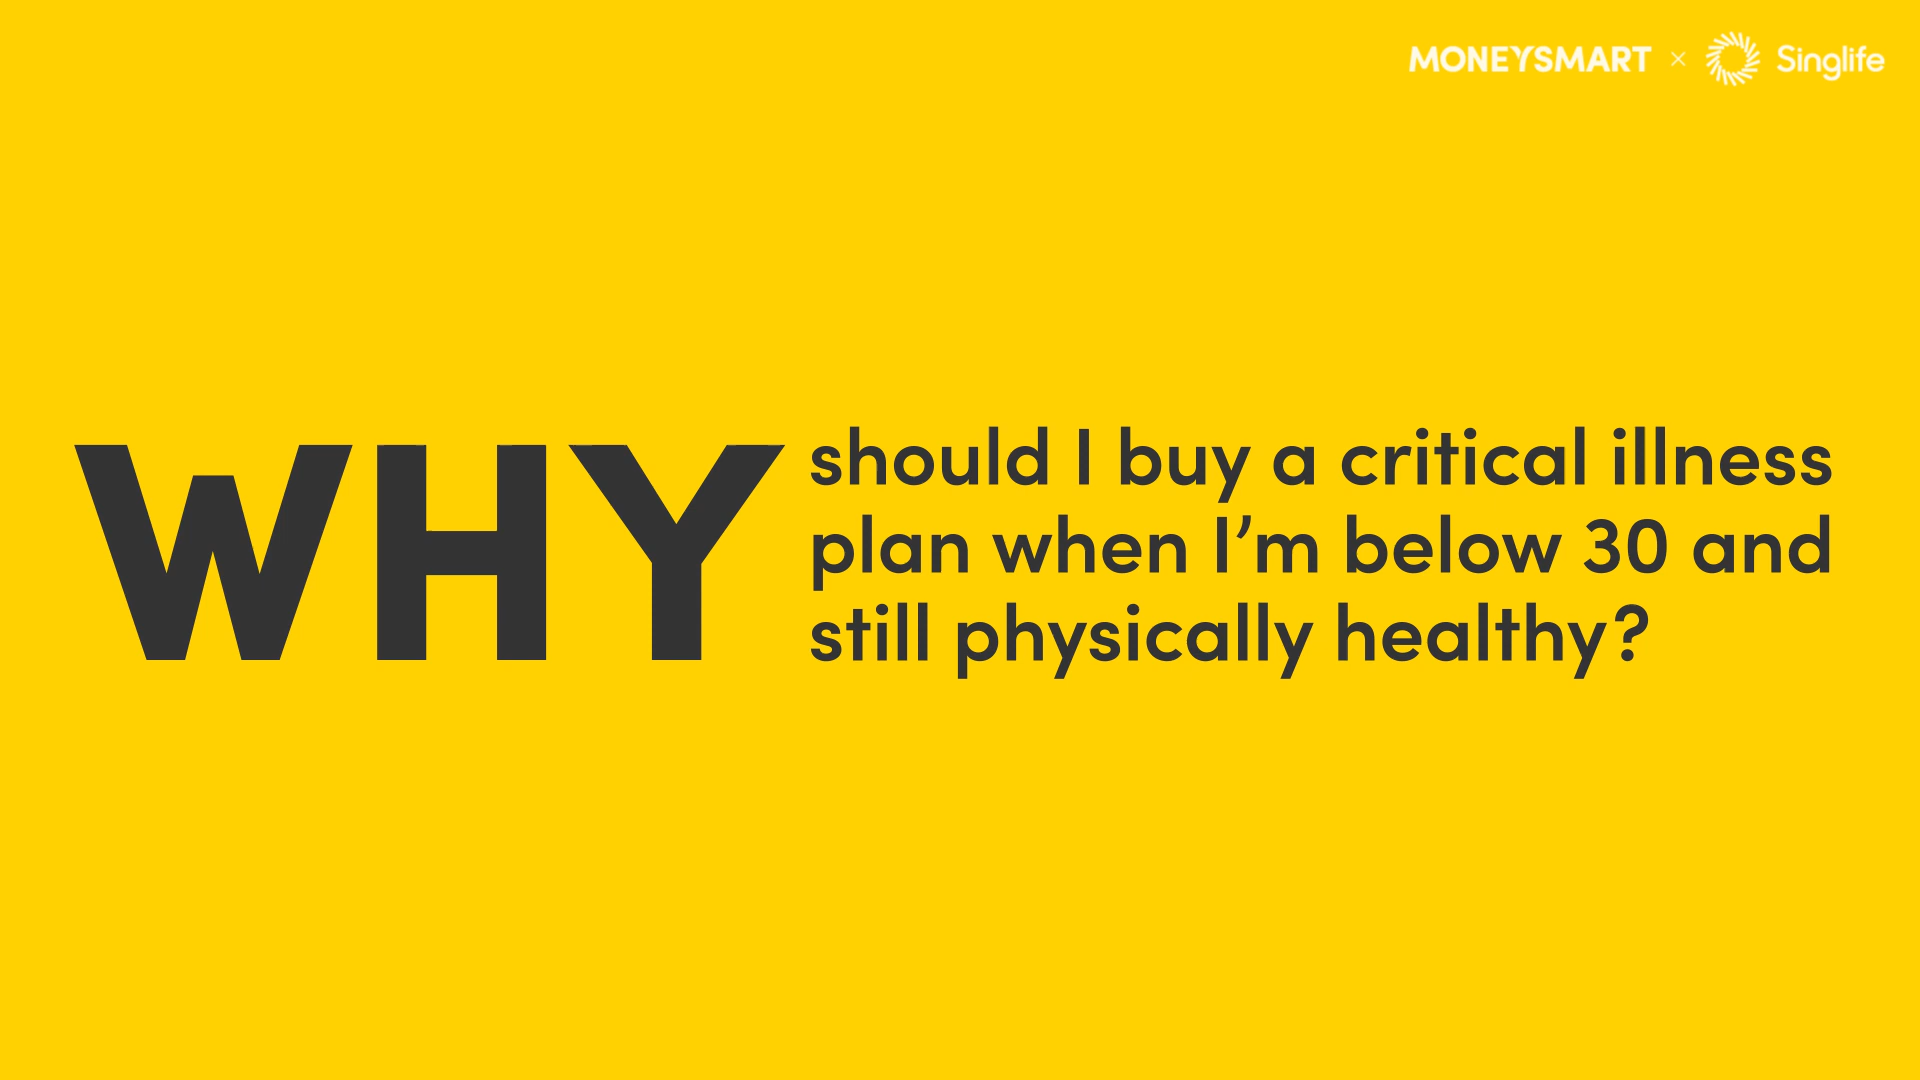 MONEYSMART × Singlife
WHY
should I buy a critical illness
plan when I’m below 30 and
still physically healthy?